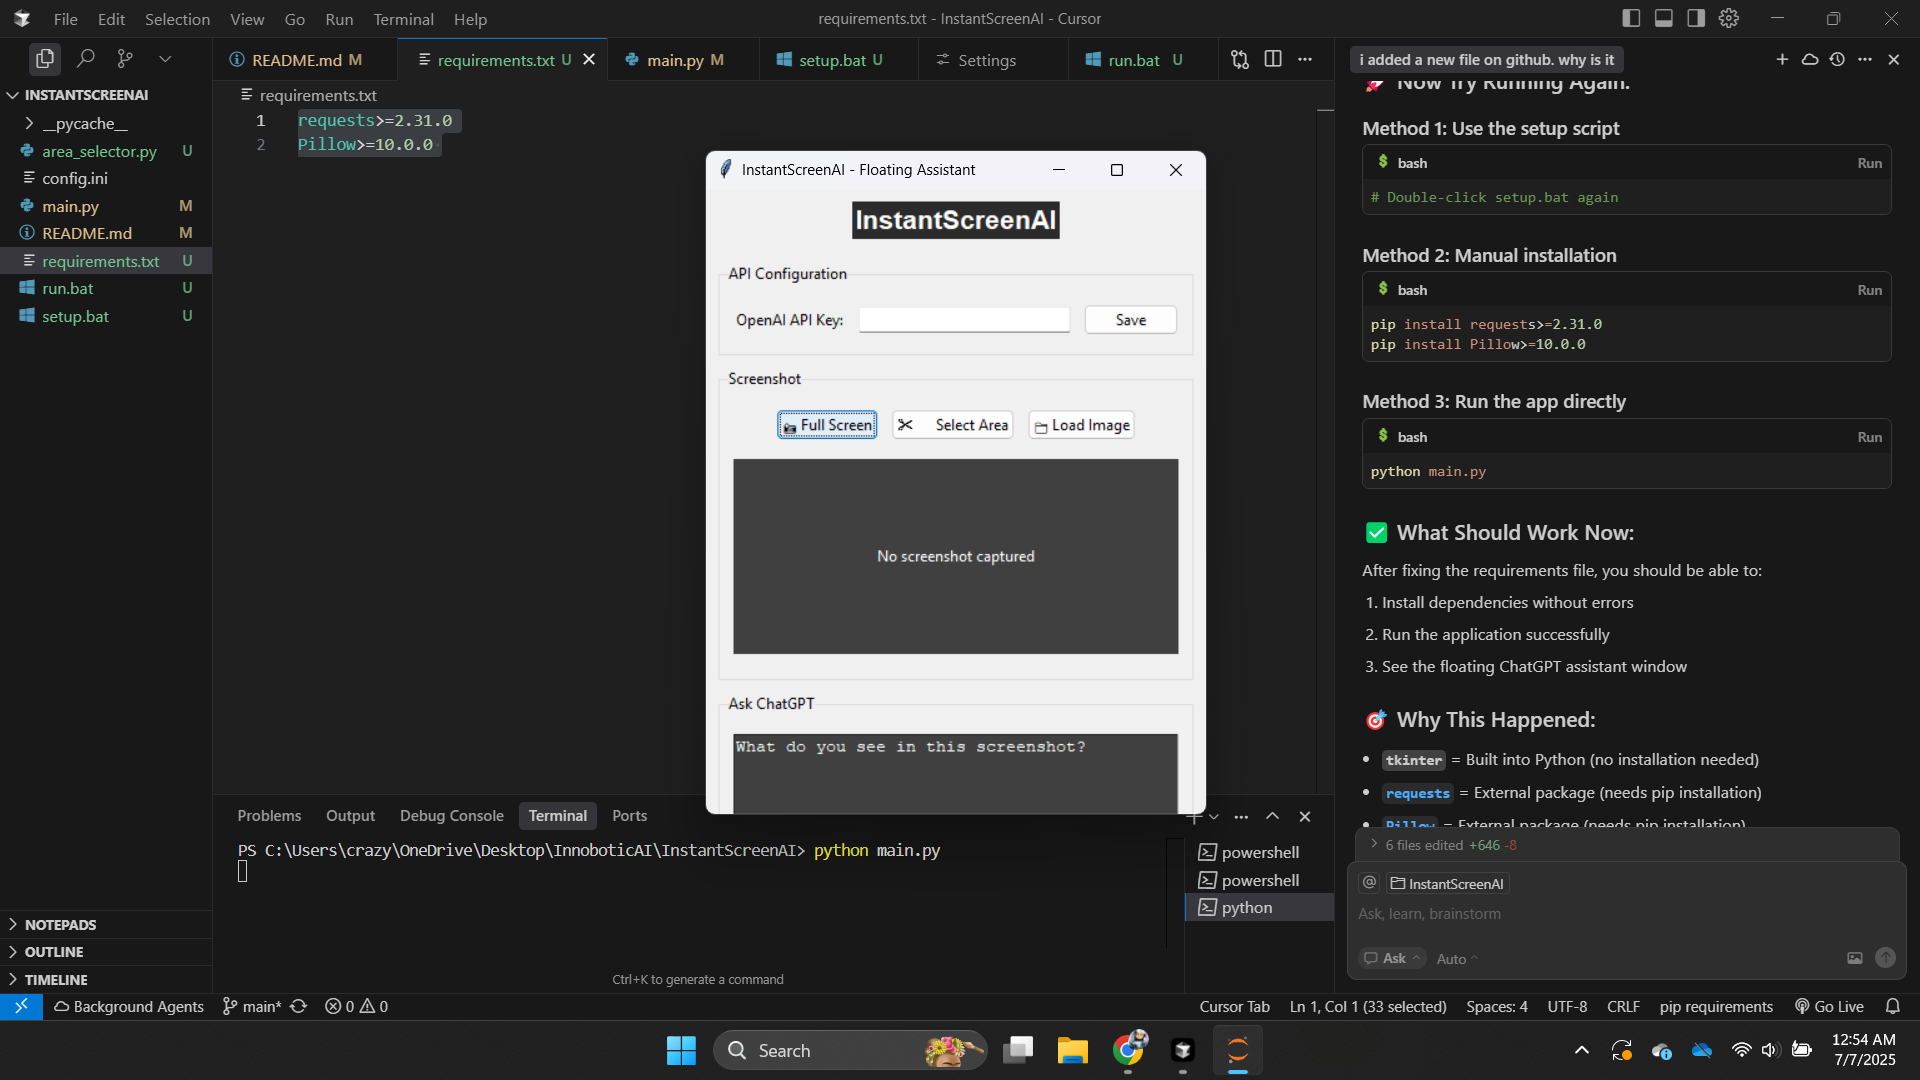 File Edit Selection View Go Run Terminal Help
requirements.txt - InstantScreenAI - Cursor
README.md M
requirements.txt U
main.py M
setup.bat U
Settings
run.bat U
INSTANTSCREENAI
__pycache__
area_selector.py U
config.ini
main.py M
README.md M
requirements.txt U
run.bat U
setup.bat U
NOTEPADS
OUTLINE
TIMELINE
requirements.txt
1 requests>=2.31.0
2 Pillow>=10.0.0
InstantScreenAI - Floating Assistant
InstantScreenAI
API Configuration
OpenAI API Key:
Save
Screenshot
Full Screen
Select Area
Load Image
No screenshot captured
Ask ChatGPT
What do you see in this screenshot?
Problems Output Debug Console Terminal Ports
PS C:\Users\crazy\OneDrive\Desktop\InnoboticAI\InstantScreenAI> python main.py
Ctrl+K to generate a command
powershell
powershell
python
i added a new file on github. why is it
Now Try Running Again:
Method 1: Use the setup script
$ bash Run
# Double-click setup.bat again
Method 2: Manual installation
$ bash Run
pip install requests>=2.31.0
pip install Pillow>=10.0.0
Method 3: Run the app directly
$ bash Run
python main.py
What Should Work Now:
After fixing the requirements file, you should be able to:
1. Install dependencies without errors
2. Run the application successfully
3. See the floating ChatGPT assistant window
Why This Happened:
• tkinter = Built into Python (no installation needed)
• requests = External package (needs pip installation)
• Pillow = External package (needs pip installation)
6 files edited +646 -8
@ InstantScreenAI
Ask, learn, brainstorm
Ask Auto
Background Agents main* 0 0
Cursor Tab Ln 1, Col 1 (33 selected) Spaces: 4 UTF-8 CRLF pip requirements Go Live
Search
12:54 AM
7/7/2025